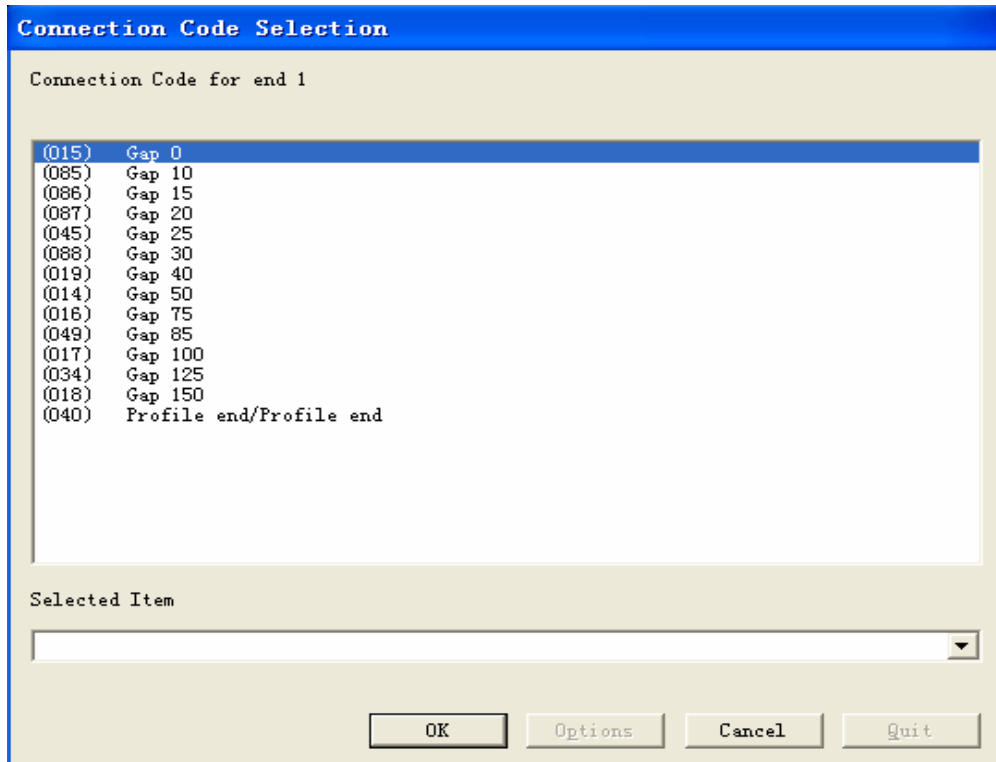 Connection Code Selection
Connection Code for end 1
(015) Gap 0
(085) Gap 10
(086) Gap 15
(087) Gap 20
(045) Gap 25
(088) Gap 30
(019) Gap 40
(014) Gap 50
(016) Gap 75
(049) Gap 85
(017) Gap 100
(034) Gap 125
(018) Gap 150
(040) Profile end/Profile end
Selected Item
OK Options Cancel Quit